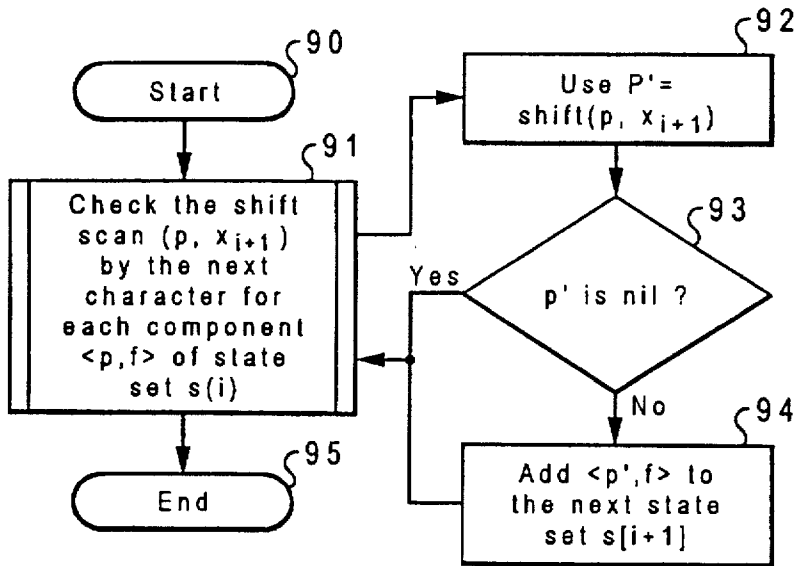 90
Start
91
Check the shift
scan (p, x_{i+1})
by the next
character for
each component
<p,f> of state
set s(i)
95
End
92
Use P'=
shift(p, x_{i+1})
93
p' is nil ?
Yes
No
94
Add <p',f> to
the next state
set s[i+1]